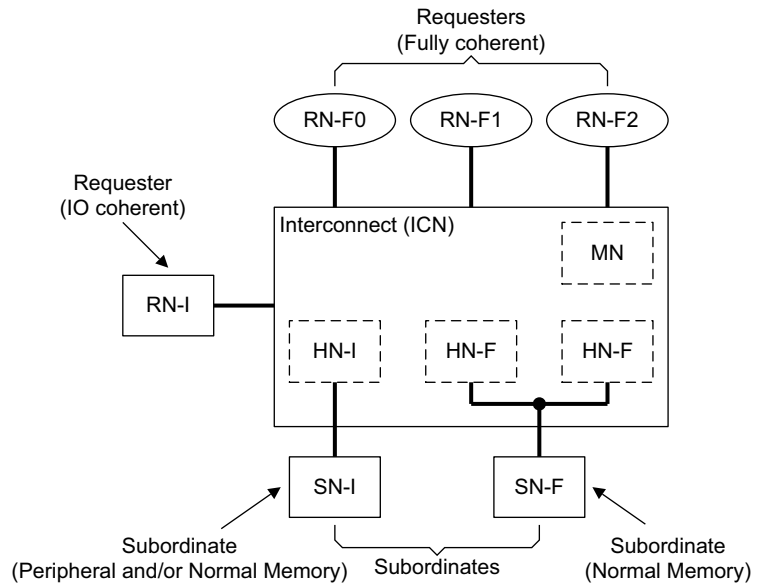 Requesters
(Fully coherent)
RN-F0
RN-F1
RN-F2
Requester
(IO coherent)
Interconnect (ICN)
MN
RN-I
HN-I
HN-F
HN-F
SN-I
SN-F
Subordinate
(Peripheral and/or Normal Memory)
Subordinates
Subordinate
(Normal Memory)